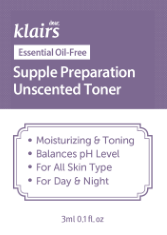 dear,
klairs
Essential Oil-Free
Supple Preparation
Unscented Toner
• Moisturizing & Toning
• Balances pH Level
• For All Skin Type
• For Day & Night
3ml 0.1 fl. oz